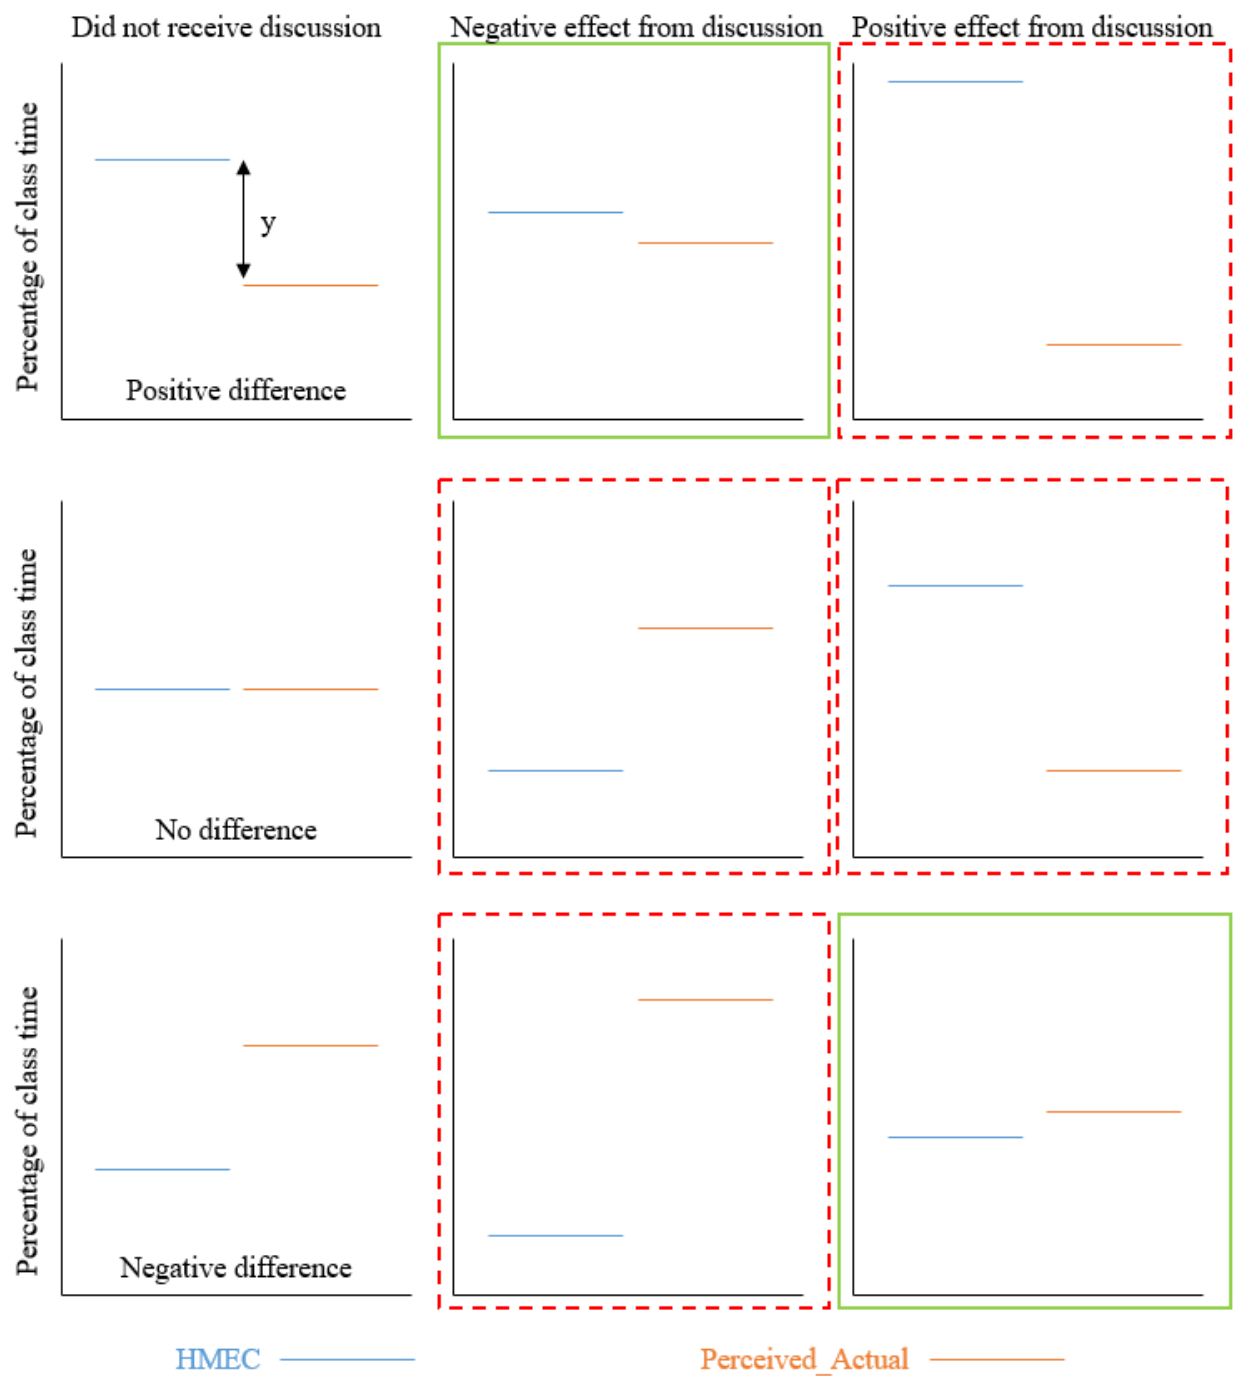 Did not receive discussion
Negative effect from discussion
Positive effect from discussion
Percentage of class time
y
Positive difference
Percentage of class time
No difference
Percentage of class time
Negative difference
HMEC
Perceived_Actual